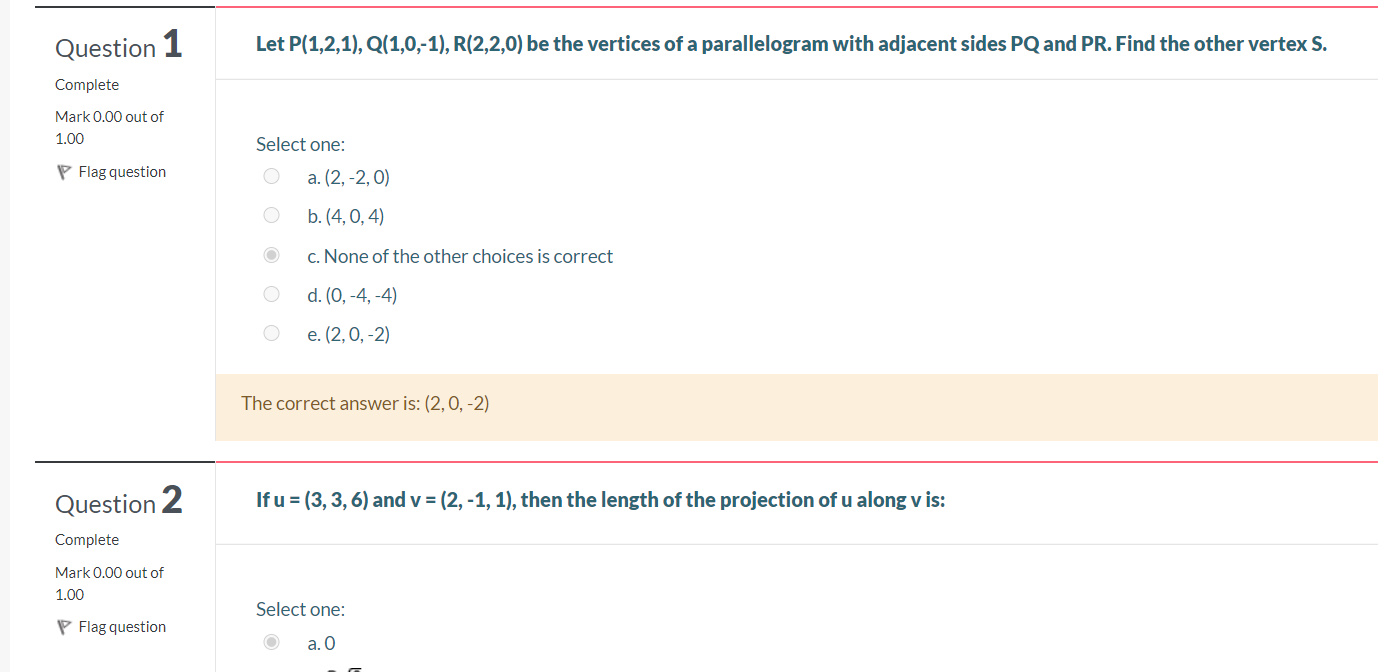 Question 1
Complete
Mark 0.00 out of
1.00
Flag question
Let P(1,2,1), Q(1,0,-1), R(2,2,0) be the vertices of a parallelogram with adjacent sides PQ and PR. Find the other vertex S.
Select one:
a. (2, -2, 0)
b. (4, 0, 4)
c. None of the other choices is correct
d. (0, -4, -4)
e. (2, 0, -2)
The correct answer is: (2, 0, -2)
Question 2
Complete
Mark 0.00 out of
1.00
Flag question
If u = (3, 3, 6) and v = (2, -1, 1), then the length of the projection of u along v is:
Select one:
a. 0